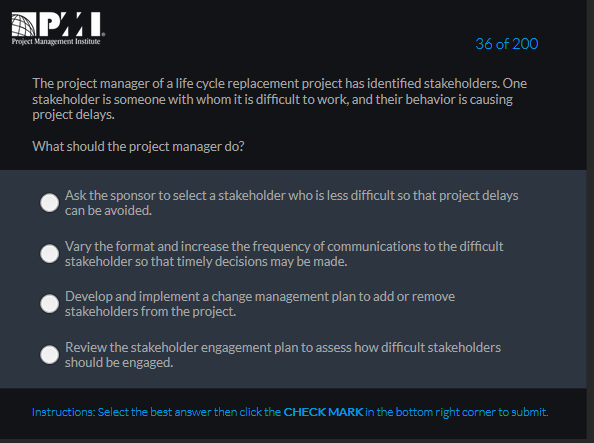 PMI
Project Management Institute
36 of 200
The project manager of a life cycle replacement project has identified stakeholders. One
stakeholder is someone with whom it is difficult to work, and their behavior is causing
project delays.
What should the project manager do?
Ask the sponsor to select a stakeholder who is less difficult so that project delays
can be avoided.
Vary the format and increase the frequency of communications to the difficult
stakeholder so that timely decisions may be made.
Develop and implement a change management plan to add or remove
stakeholders from the project.
Review the stakeholder engagement plan to assess how difficult stakeholders
should be engaged.
Instructions: Select the best answer then click the CHECK MARK in the bottom right corner to submit.